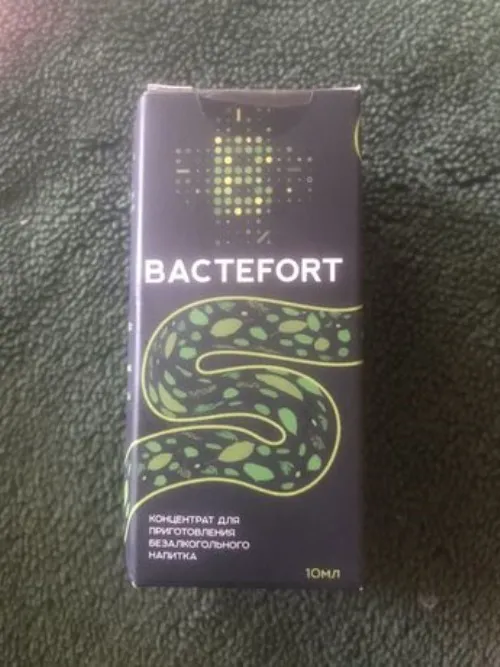 BACTEFORT
КОНЦЕНТРАТ ДЛЯ
ПРИГОТОВЛЕНИЯ
БЕЗАЛКОГОЛЬНОГО
НАПИТКА
10МЛ